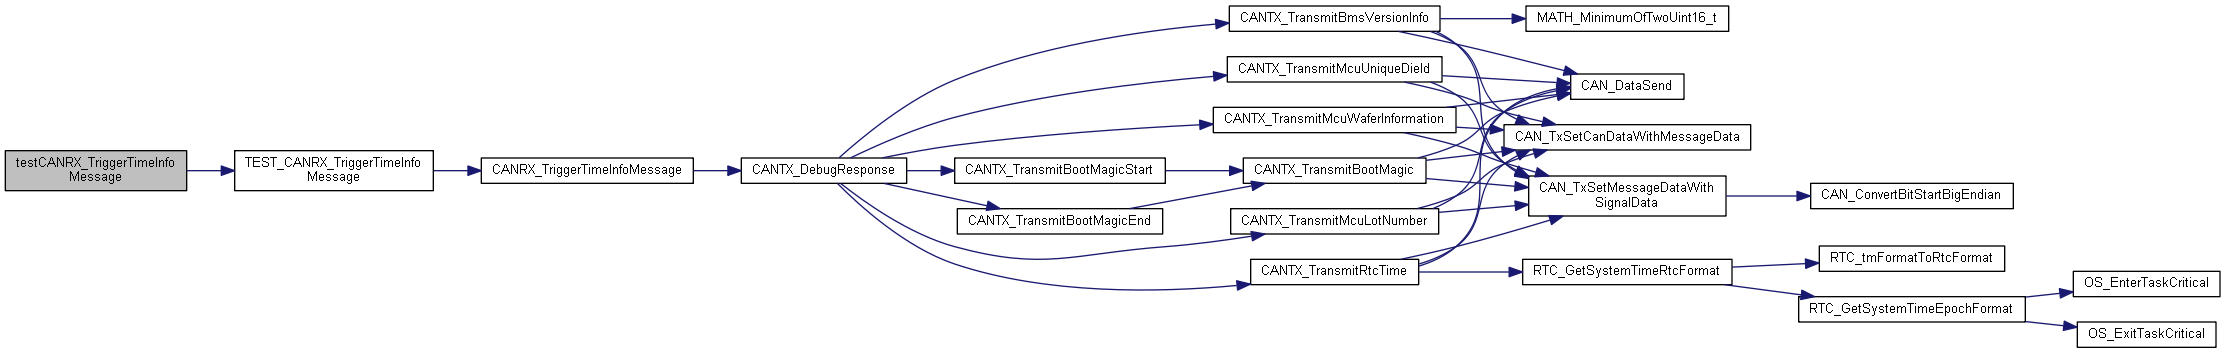 testCANRX_TriggerTimeInfo
Message
TEST_CANRX_TriggerTimeInfo
Message
CANRX_TriggerTimeInfoMessage
CANTX_DebugResponse
CANTX_TransmitBmsVersionInfo
MATH_MinimumOfTwoUint16_t
CANTX_TransmitMcuUniqueDieId
CAN_DataSend
CANTX_TransmitMcuWaferInformation
CAN_TxSetCanDataWithMessageData
CANTX_TransmitBootMagicStart
CANTX_TransmitBootMagic
CANTX_TransmitBootMagicEnd
CAN_TxSetMessageDataWith
SignalData
CAN_ConvertBitStartBigEndian
CANTX_TransmitMcuLotNumber
CANTX_TransmitRtcTime
RTC_GetSystemTimeRtcFormat
RTC_tmFormatToRtcFormat
RTC_GetSystemTimeEpochFormat
OS_EnterTaskCritical
OS_ExitTaskCritical